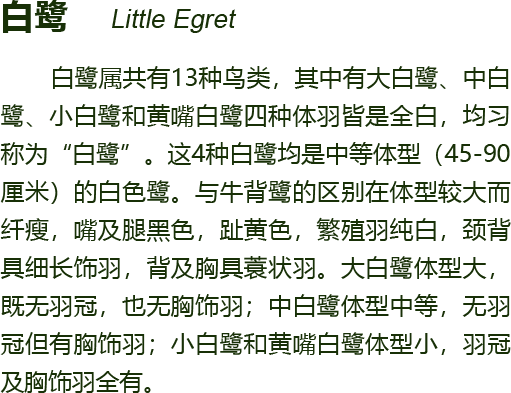 白鹭 Little Egret
白鹭属共有13种鸟类，其中有大白鹭、中白
鹭、小白鹭和黄嘴白鹭四种体羽皆是全白，均习
称为“白鹭”。这4种白鹭均是中等体型（45-90
厘米）的白色鹭。与牛背鹭的区别在体型较大而
纤瘦，嘴及腿黑色，趾黄色，繁殖羽纯白，颈背
具细长饰羽，背及胸具蓑状羽。大白鹭体型大，
既无羽冠，也无胸饰羽；中白鹭体型中等，无羽
冠但有胸饰羽；小白鹭和黄嘴白鹭体型小，羽冠
及胸饰羽全有。